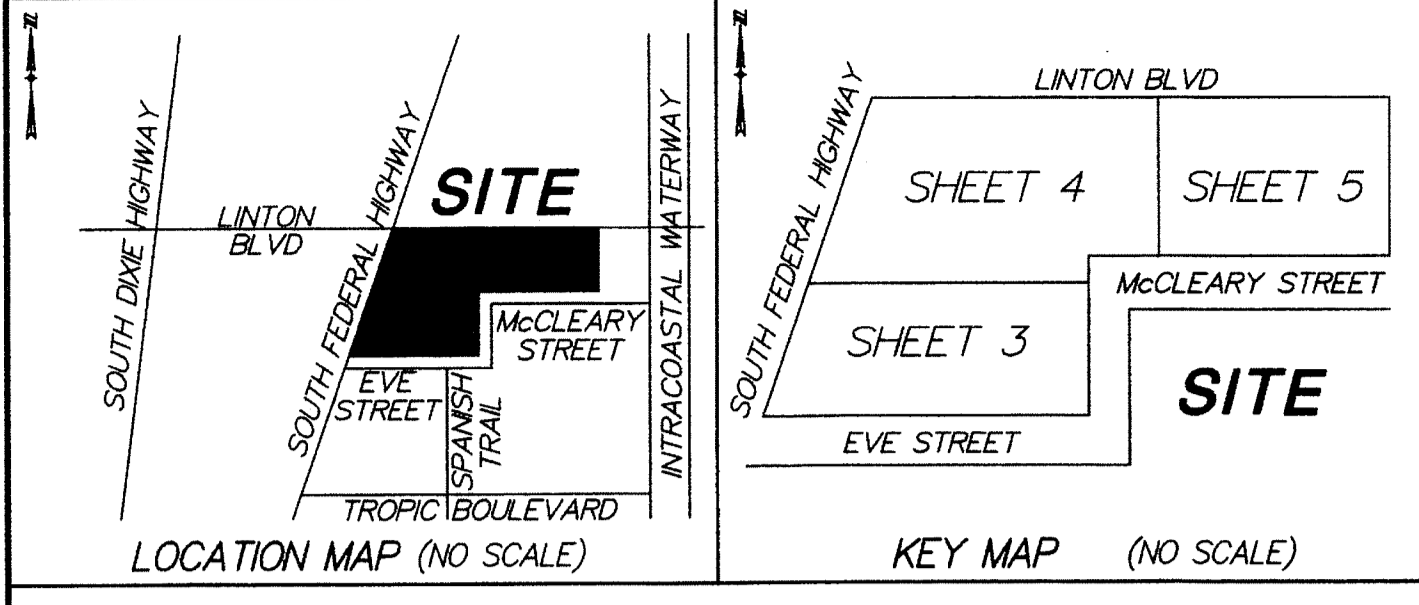 N
SOUTH DIXIE HIGHWAY
LINTON
BLVD
SOUTH FEDERAL HIGHWAY
SITE
INTRACOASTAL WATERWAY
McCLEARY
STREET
EVE
STREET
SPANISH
TRAIL
TROPIC BOULEVARD
LOCATION MAP (NO SCALE)
N
LINTON BLVD
SOUTH FEDERAL HIGHWAY
SHEET 4
SHEET 5
McCLEARY STREET
SHEET 3
SITE
EVE STREET
KEY MAP (NO SCALE)